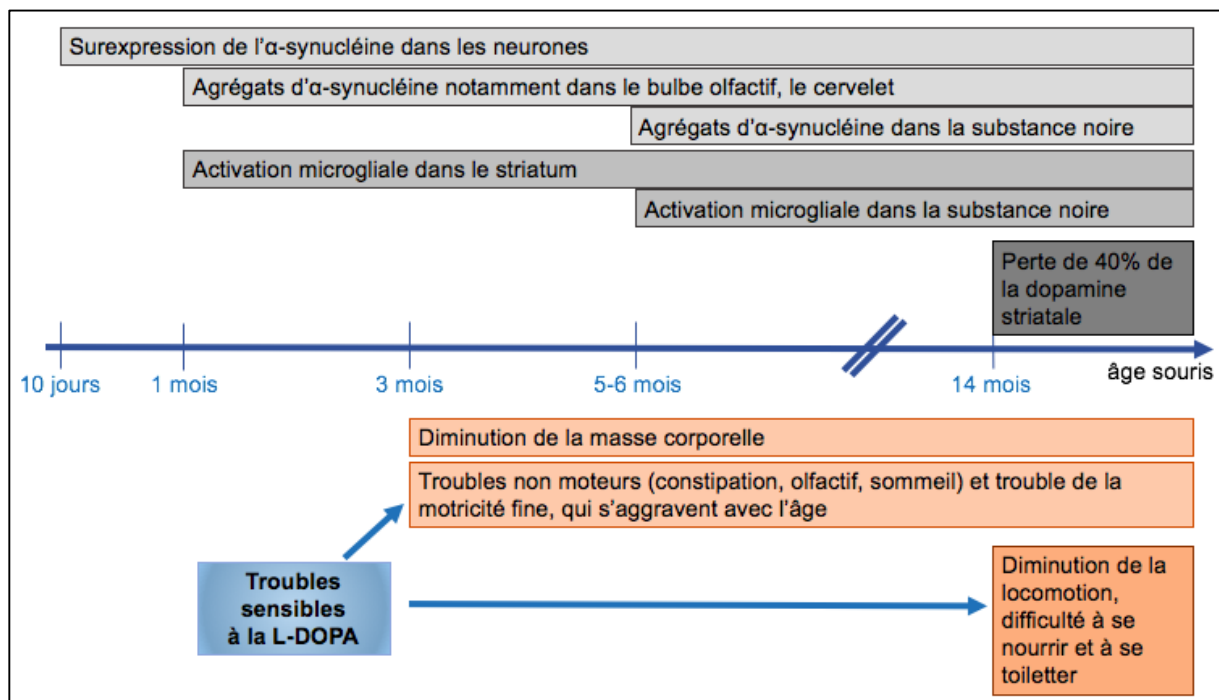 Surexpression de l'α-synucléine dans les neurones
Agrégats d'α-synucléine notamment dans le bulbe olfactif, le cervelet
Agrégats d'α-synucléine dans la substance noire
Activation microgliale dans le striatum
Activation microgliale dans la substance noire
Perte de 40% de
la dopamine
striatale
10 jours
1 mois
3 mois
5-6 mois
14 mois
âge souris
Diminution de la masse corporelle
Troubles non moteurs (constipation, olfactif, sommeil) et trouble de la
motricité fine, qui s'aggravent avec l'âge
Troubles
sensibles
à la L-DOPA
Diminution de la
locomotion,
difficulté à se
nourrir et à se
toiletter